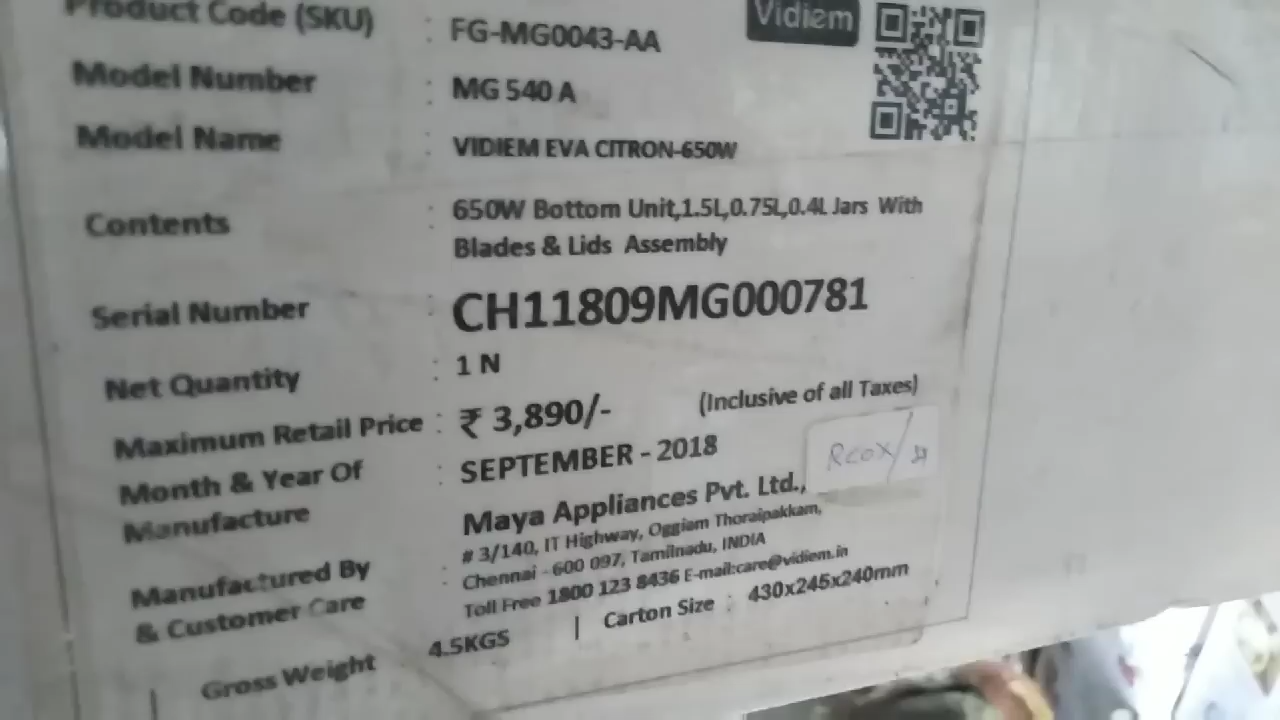 Product Code (SKU) : FG-MG0043-AA
Vidiem
Model Number : MG 540 A
Model Name : VIDIEM EVA CITRON-650W
Contents : 650W Bottom Unit,1.5L,0.75L,0.4L Jars With
Blades & Lids Assembly
Serial Number : CH11809MG000781
Net Quantity : 1 N
Maximum Retail Price : ₹ 3,890/- (Inclusive of all Taxes)
Month & Year Of : SEPTEMBER - 2018
Manufacture
Manufactured By : Maya Appliances Pvt. Ltd.,
& Customer Care # 3/140, IT Highway, Oggiam Thoraipakkam,
Chennai - 600 097, Tamilnadu, INDIA
Toll Free 1800 123 8436 E-mail:care@vidiem.in
Gross Weight 4.5KGS | Carton Size : 430x245x240mm